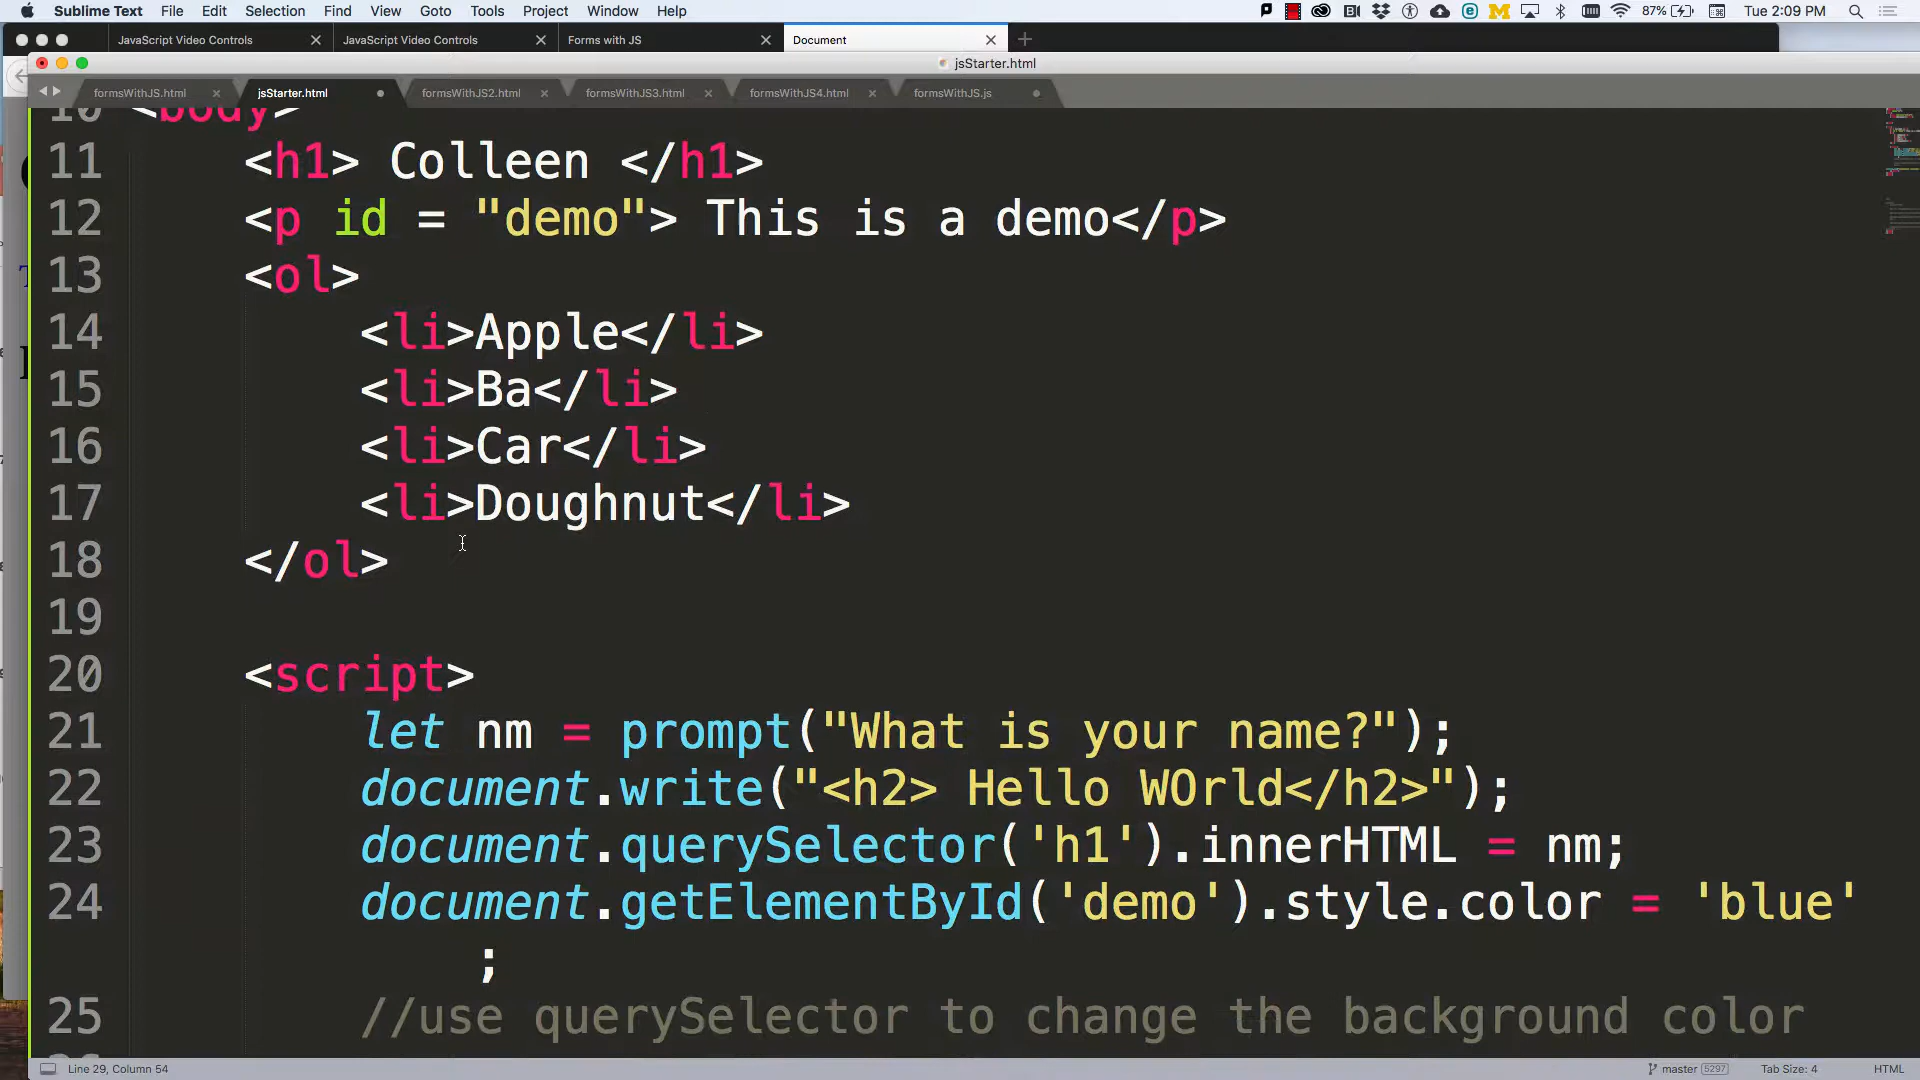 Sublime Text File Edit Selection Find View Goto Tools Project Window Help 87% Tue 2:09 PM
JavaScript Video Controls JavaScript Video Controls Forms with JS Document
jsStarter.html
formsWithJS.html jsStarter.html formsWithJS2.html formsWithJS3.html formsWithJS4.html formsWithJS.js
10 <body>
11 <h1> Colleen </h1>
12 <p id = "demo"> This is a demo</p>
13 <ol>
14 <li>Apple</li>
15 <li>Ba</li>
16 <li>Car</li>
17 <li>Doughnut</li>
18 </ol>
19
20 <script>
21 let nm = prompt("What is your name?");
22 document.write("<h2> Hello WOrld</h2>");
23 document.querySelector('h1').innerHTML = nm;
24 document.getElementById('demo').style.color = 'blue'
;
25 //use querySelector to change the background color
Line 29, Column 54 master 5297 Tab Size: 4 HTML